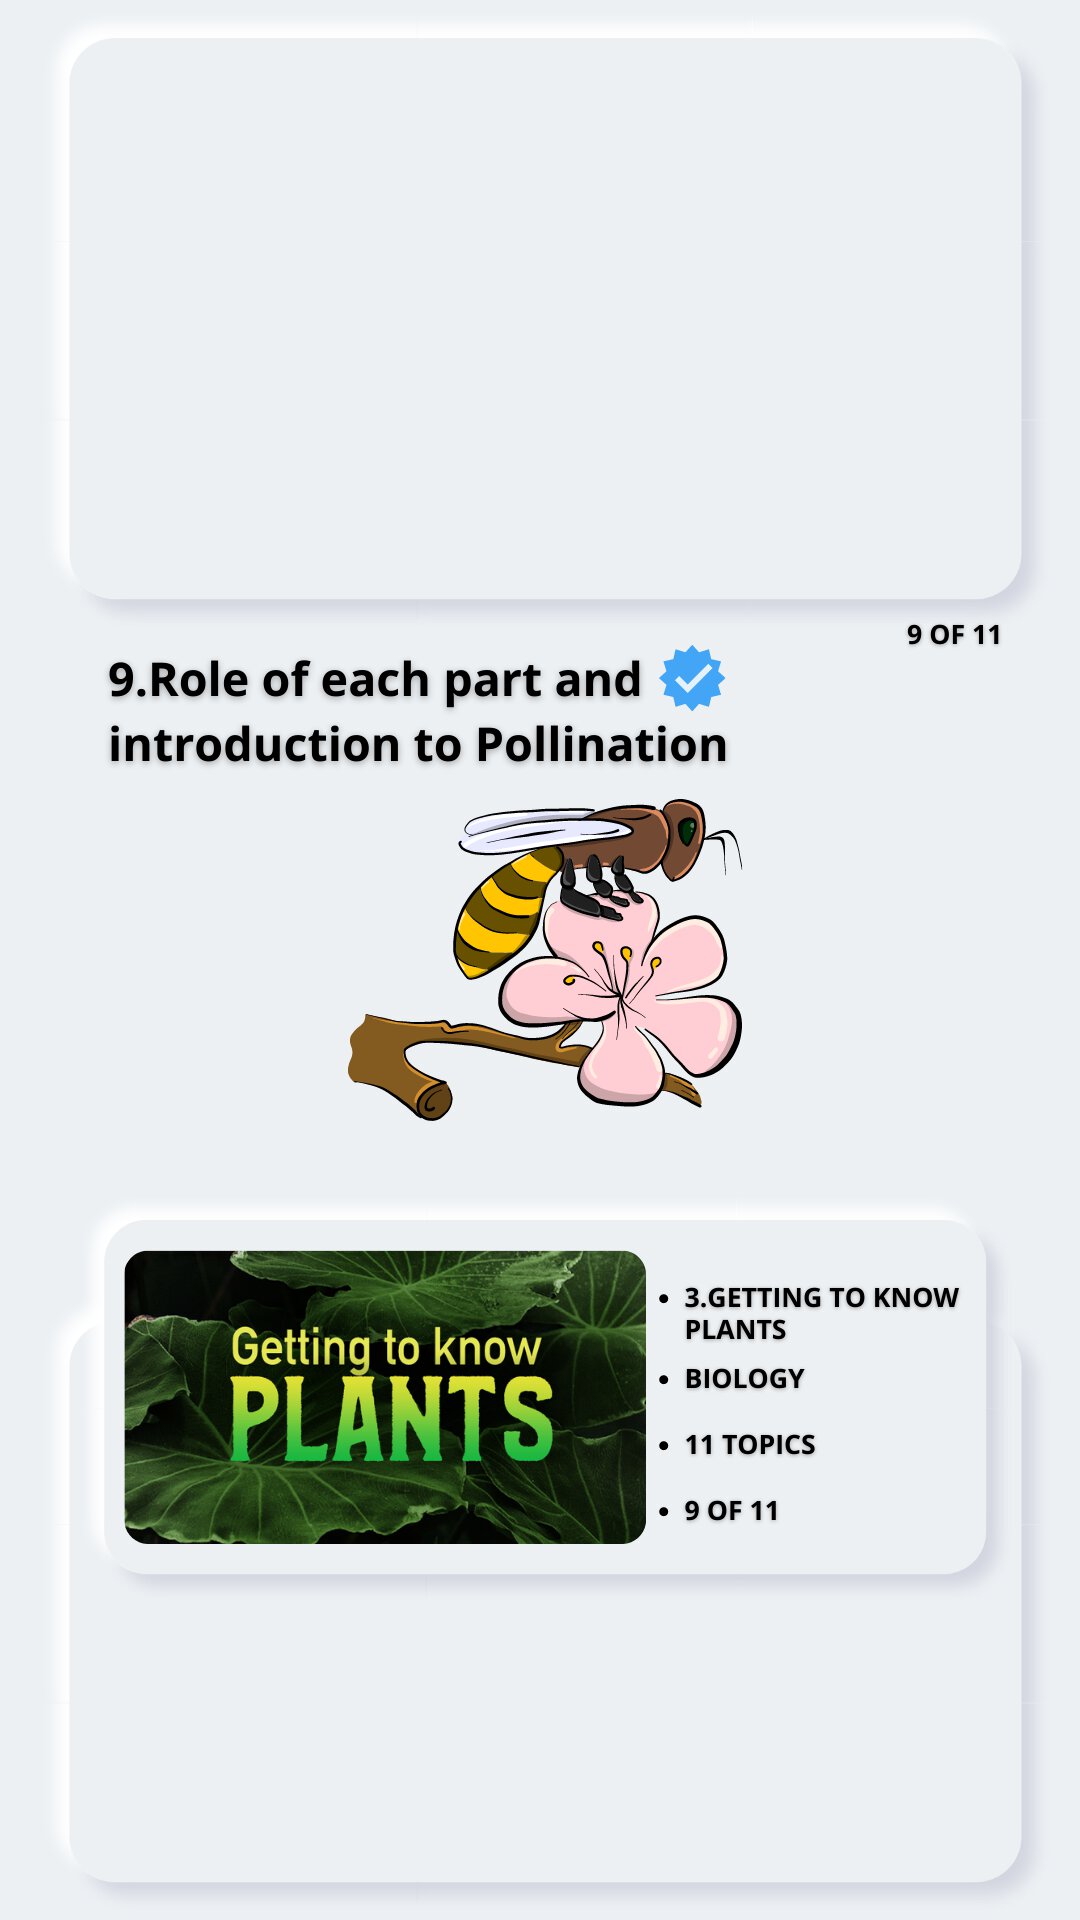 9 OF 11
9.Role of each part and
introduction to Pollination
Getting to know
PLANTS
3.GETTING TO KNOW
PLANTS
BIOLOGY
11 TOPICS
9 OF 11